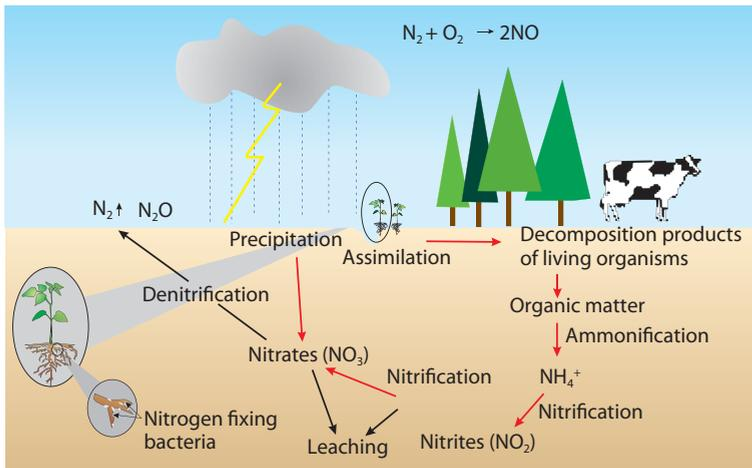 N₂ + O₂ → 2NO
N₂↑ N₂O
Precipitation
Assimilation
Decomposition products
of living organisms
Denitrification
Organic matter
Ammonification
Nitrates (NO₃)
Nitrification
NH₄⁺
Nitrification
Nitrogen fixing
bacteria
Leaching
Nitrites (NO₂)